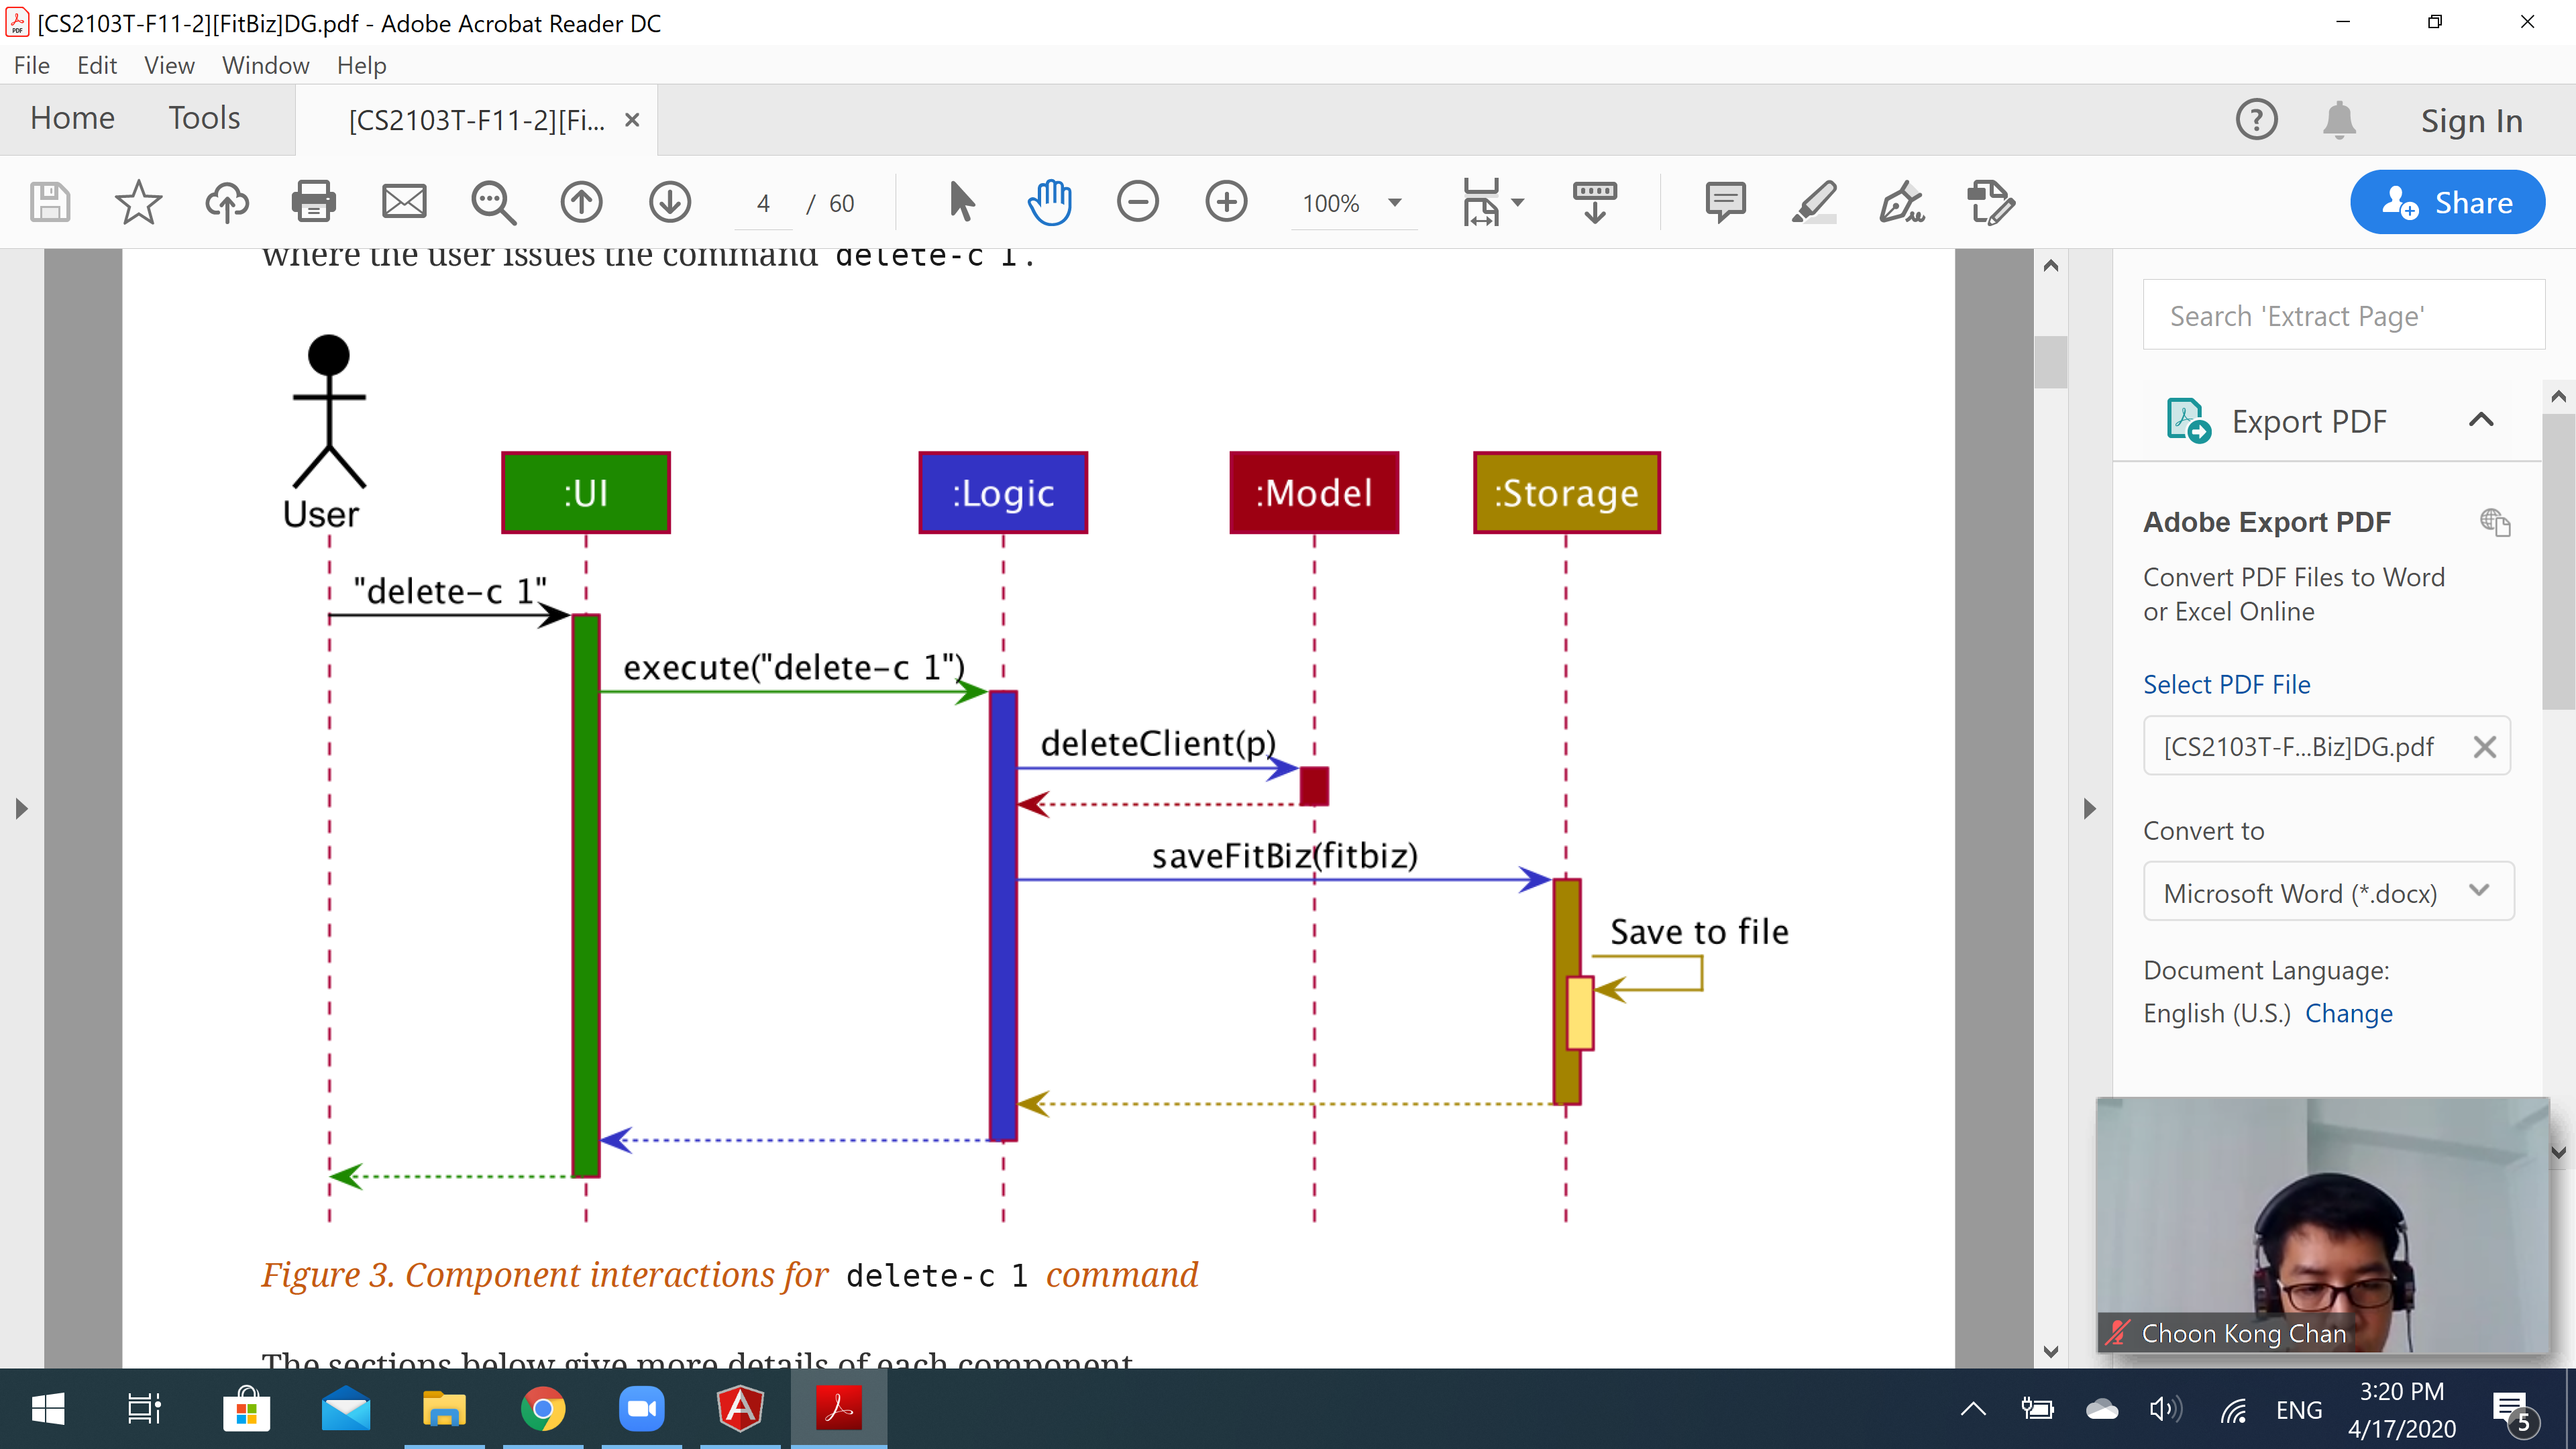 [CS2103T-F11-2][FitBiz]DG.pdf - Adobe Acrobat Reader DC
File Edit View Window Help
Home Tools [CS2103T-F11-2][Fi... Sign In
4 / 60 100% Share
where the user issues the command delete-c 1.
User
:UI :Logic :Model :Storage
"delete-c 1"
execute("delete-c 1")
deleteClient(p)
saveFitBiz(fitbiz)
Save to file
Figure 3. Component interactions for delete-c 1 command
The sections below give more details of each component.
Search 'Extract Page'
Export PDF
Adobe Export PDF
Convert PDF Files to Word
or Excel Online
Select PDF File
[CS2103T-F...Biz]DG.pdf
Convert to
Microsoft Word (*.docx)
Document Language:
English (U.S.) Change
Choon Kong Chan
ENG
3:20 PM
4/17/2020
5